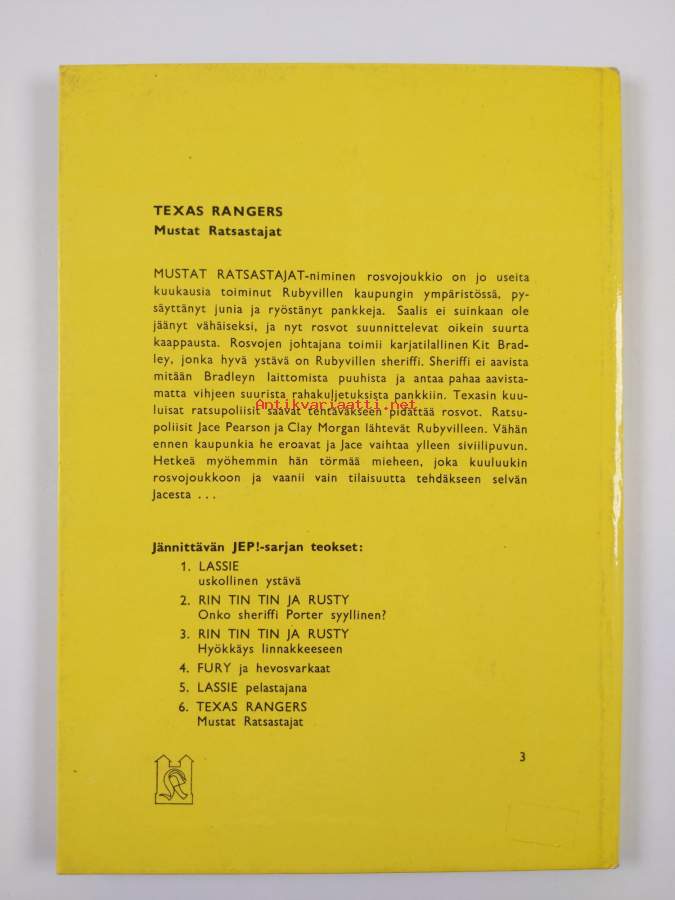 TEXAS RANGERS
Mustat Ratsastajat
MUSTAT RATSASTAJAT-niminen rosvojoukkio on jo useita
kuukausia toiminut Rubyvillen kaupungin ympäristössä, py-
säyttänyt junia ja ryöstänyt pankkeja. Saalis ei suinkaan ole
jäänyt vähäiseksi, ja nyt rosvot suunnittelevat oikein suurta
kaappausta. Rosvojen johtajana toimii karjatilallinen Kit Brad-
ley, jonka hyvä ystävä on Rubyvillen sheriffi. Sheriffi ei aavista
mitään Bradleyn laittomista puuhista ja antaa pahaa aavista-
matta vihjeen suurista rahakuljetuksista pankkiin. Texasin kuu-
luisat ratsupoliisit saavat tehtäväkseen pidättää rosvot. Ratsu-
Antikvariaatti.net
poliisit Jace Pearson ja Clay Morgan lähtevät Rubyvilleen. Vähän
ennen kaupunkia he eroavat ja Jace vaihtaa ylleen siviilipuvun.
Hetkeä myöhemmin hän törmää mieheen, joka kuuluukin
rosvojoukkoon ja vaanii vain tilaisuutta tehdäkseen selvän
Jacesta ...
Jännittävän JEP!-sarjan teokset:
1. LASSIE
uskollinen ystävä
2. RIN TIN TIN JA RUSTY
Onko sheriffi Porter syyllinen?
3. RIN TIN TIN JA RUSTY
Hyökkäys linnakkeeseen
4. FURY ja hevosvarkaat
5. LASSIE pelastajana
6. TEXAS RANGERS
Mustat Ratsastajat
3